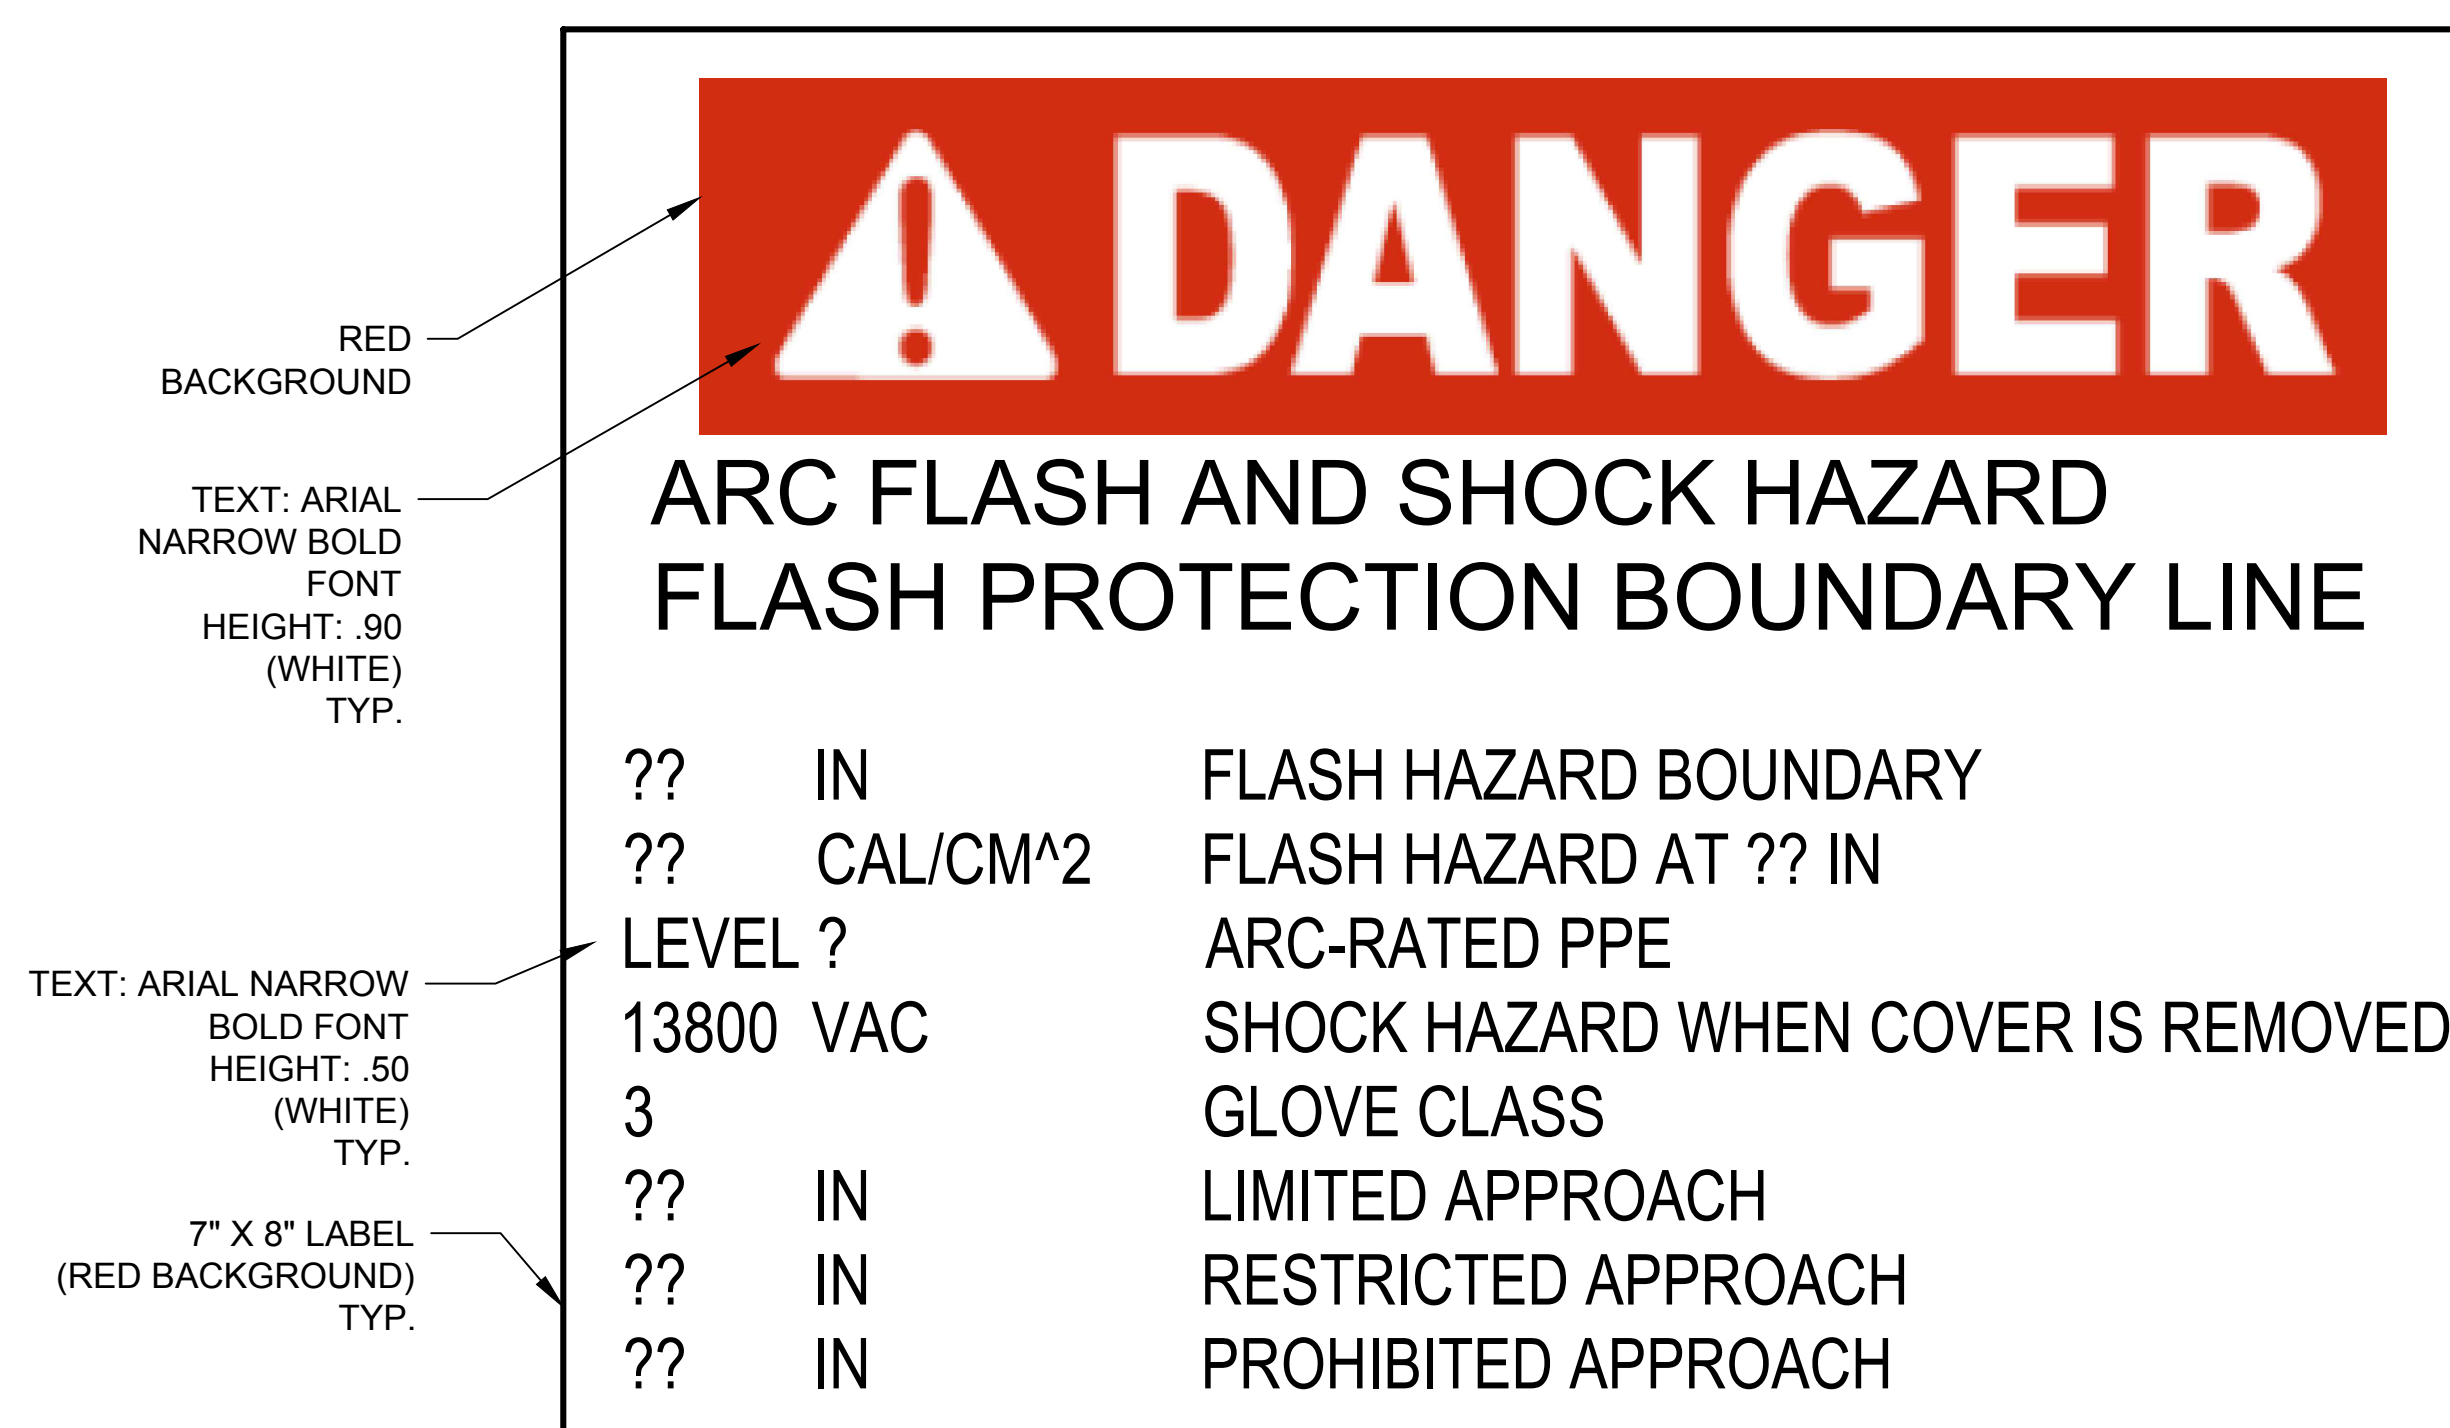 DANGER
ARC FLASH AND SHOCK HAZARD
FLASH PROTECTION BOUNDARY LINE
?? IN FLASH HAZARD BOUNDARY
?? CAL/CM^2 FLASH HAZARD AT ?? IN
LEVEL ? ARC-RATED PPE
13800 VAC SHOCK HAZARD WHEN COVER IS REMOVED
3 GLOVE CLASS
?? IN LIMITED APPROACH
?? IN RESTRICTED APPROACH
?? IN PROHIBITED APPROACH
RED
BACKGROUND
TEXT: ARIAL
NARROW BOLD
FONT
HEIGHT: .90
(WHITE)
TYP.
TEXT: ARIAL NARROW
BOLD FONT
HEIGHT: .50
(WHITE)
TYP.
7" X 8" LABEL
(RED BACKGROUND)
TYP.